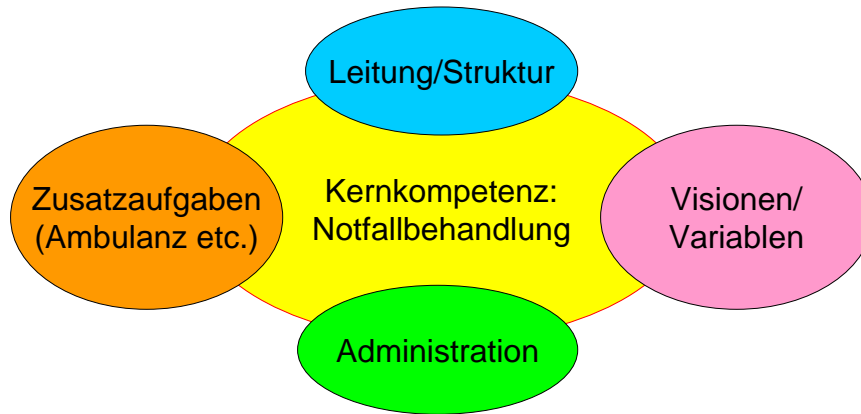 Leitung/Struktur
Zusatzaufgaben
(Ambulanz etc.)
Kernkompetenz:
Notfallbehandlung
Visionen/
Variablen
Administration